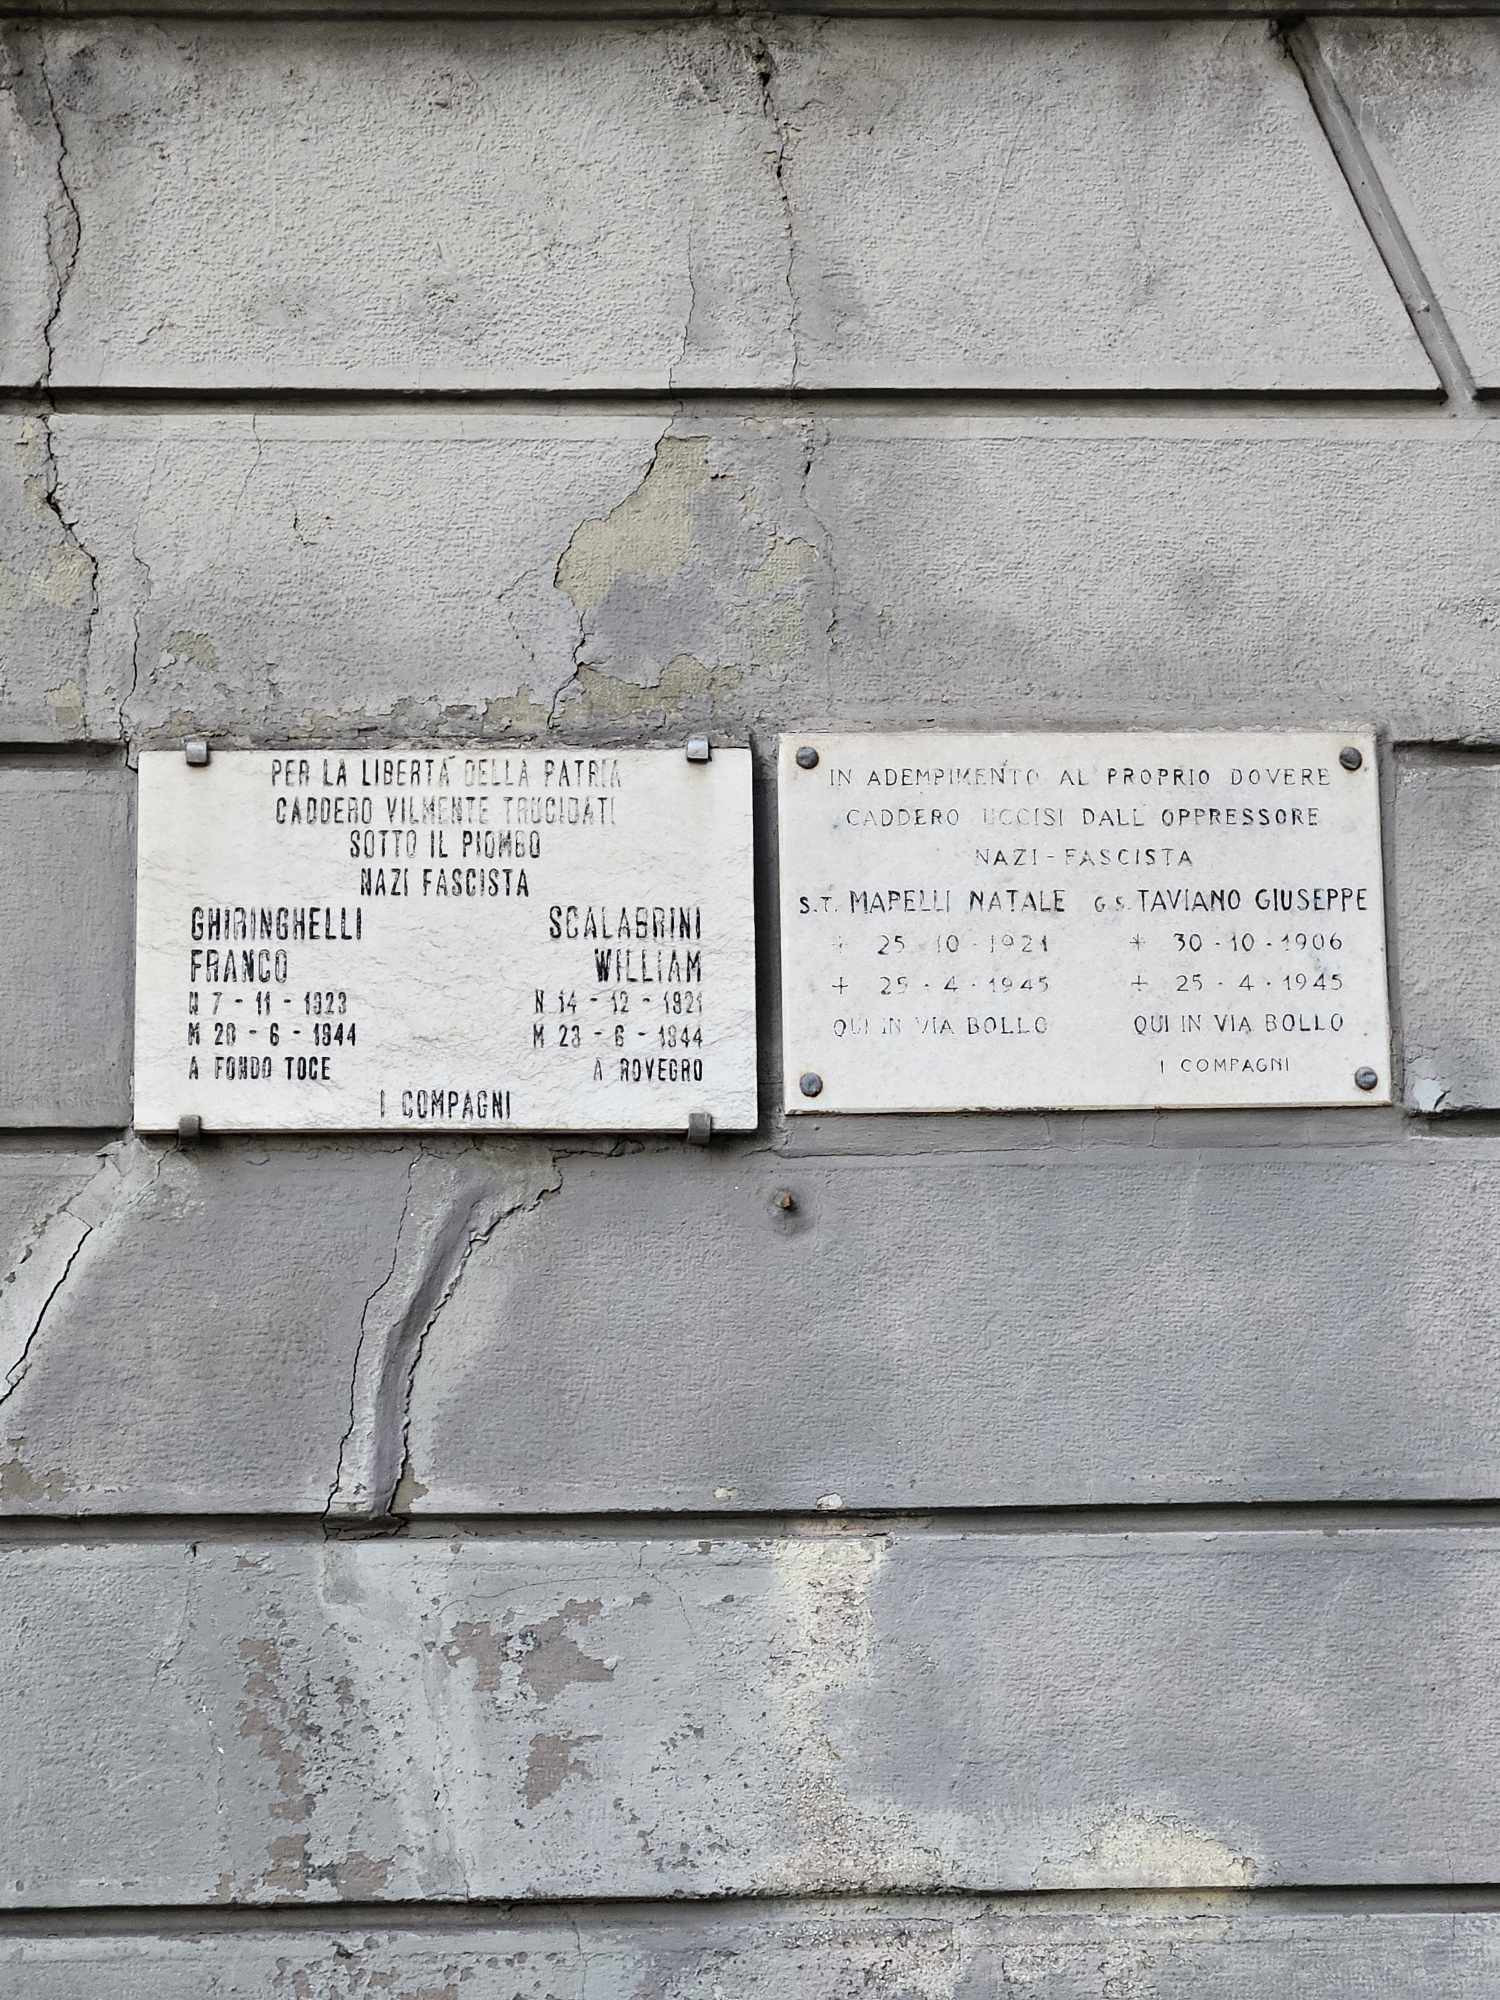 PER LA LIBERTÀ DELLA PATRIA
CADDERO VILMENTE TRUCIDATI
SOTTO IL PIOMBO
NAZI FASCISTA
GHIRINGHELLI
FRANCO
N 7 - 11 - 1923
M 20 - 6 - 1944
A FONDO TOCE
SCALABRINI
WILLIAM
N 14 - 12 - 1921
M 23 - 6 - 1944
A ROVEGRO
I COMPAGNI
IN ADEMPIMENTO AL PROPRIO DOVERE
CADDERO UCCISI DALL'OPPRESSORE
NAZI-FASCISTA
S.T. MAPELLI NATALE
* 25 · 10 · 1921
+ 25 · 4 · 1945
QUI IN VIA BOLLO
G.S. TAVIANO GIUSEPPE
* 30 · 10 · 1906
+ 25 · 4 · 1945
QUI IN VIA BOLLO
I COMPAGNI